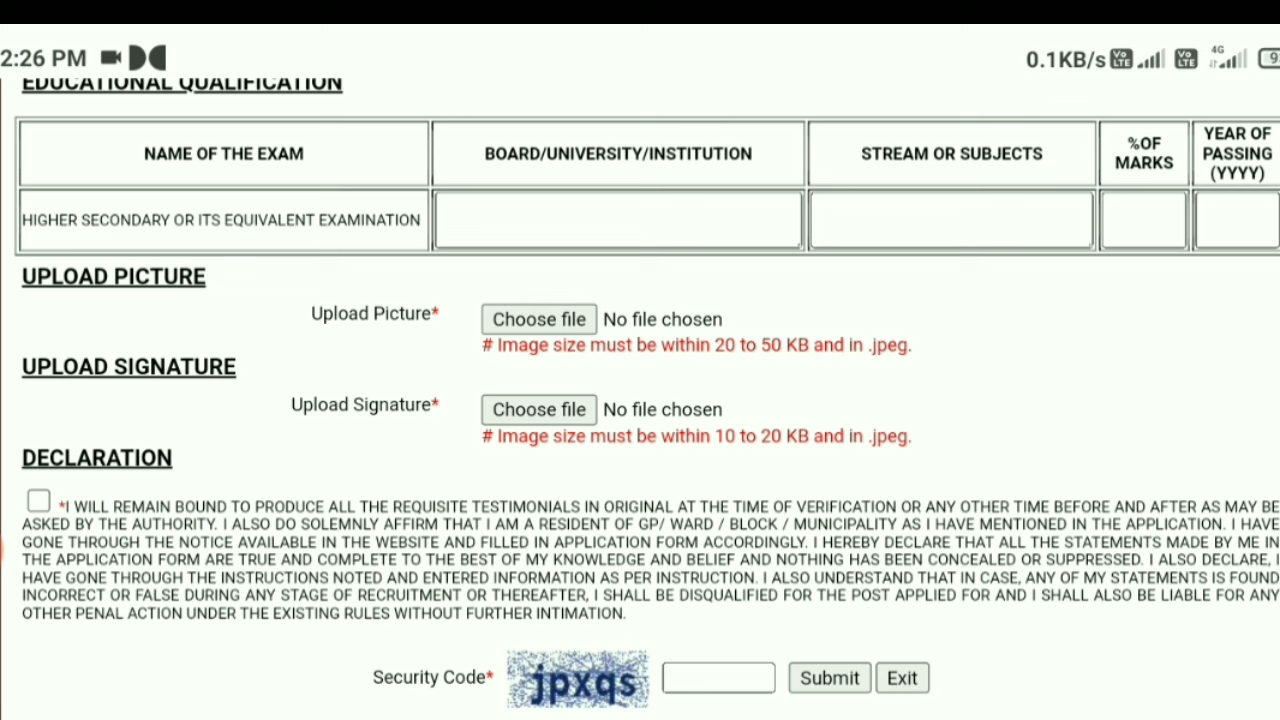 2:26 PM
0.1KB/s Vo LTE Vo LTE 4G
EDUCATIONAL QUALIFICATION
NAME OF THE EXAM BOARD/UNIVERSITY/INSTITUTION STREAM OR SUBJECTS %OF MARKS YEAR OF PASSING (YYYY)
HIGHER SECONDARY OR ITS EQUIVALENT EXAMINATION
UPLOAD PICTURE
Upload Picture* Choose file No file chosen
# Image size must be within 20 to 50 KB and in .jpeg.
UPLOAD SIGNATURE
Upload Signature* Choose file No file chosen
# Image size must be within 10 to 20 KB and in .jpeg.
DECLARATION
*I WILL REMAIN BOUND TO PRODUCE ALL THE REQUISITE TESTIMONIALS IN ORIGINAL AT THE TIME OF VERIFICATION OR ANY OTHER TIME BEFORE AND AFTER AS MAY BE
ASKED BY THE AUTHORITY. I ALSO DO SOLEMNLY AFFIRM THAT I AM A RESIDENT OF GP/ WARD / BLOCK / MUNICIPALITY AS I HAVE MENTIONED IN THE APPLICATION. I HAVE
GONE THROUGH THE NOTICE AVAILABLE IN THE WEBSITE AND FILLED IN APPLICATION FORM ACCORDINGLY. I HEREBY DECLARE THAT ALL THE STATEMENTS MADE BY ME IN
THE APPLICATION FORM ARE TRUE AND COMPLETE TO THE BEST OF MY KNOWLEDGE AND BELIEF AND NOTHING HAS BEEN CONCEALED OR SUPPRESSED. I ALSO DECLARE, I
HAVE GONE THROUGH THE INSTRUCTIONS NOTED AND ENTERED INFORMATION AS PER INSTRUCTION. I ALSO UNDERSTAND THAT IN CASE, ANY OF MY STATEMENTS IS FOUND
INCORRECT OR FALSE DURING ANY STAGE OF RECRUITMENT OR THEREAFTER, I SHALL BE DISQUALIFIED FOR THE POST APPLIED FOR AND I SHALL ALSO BE LIABLE FOR ANY
OTHER PENAL ACTION UNDER THE EXISTING RULES WITHOUT FURTHER INTIMATION.
Security Code* jpxqs Submit Exit